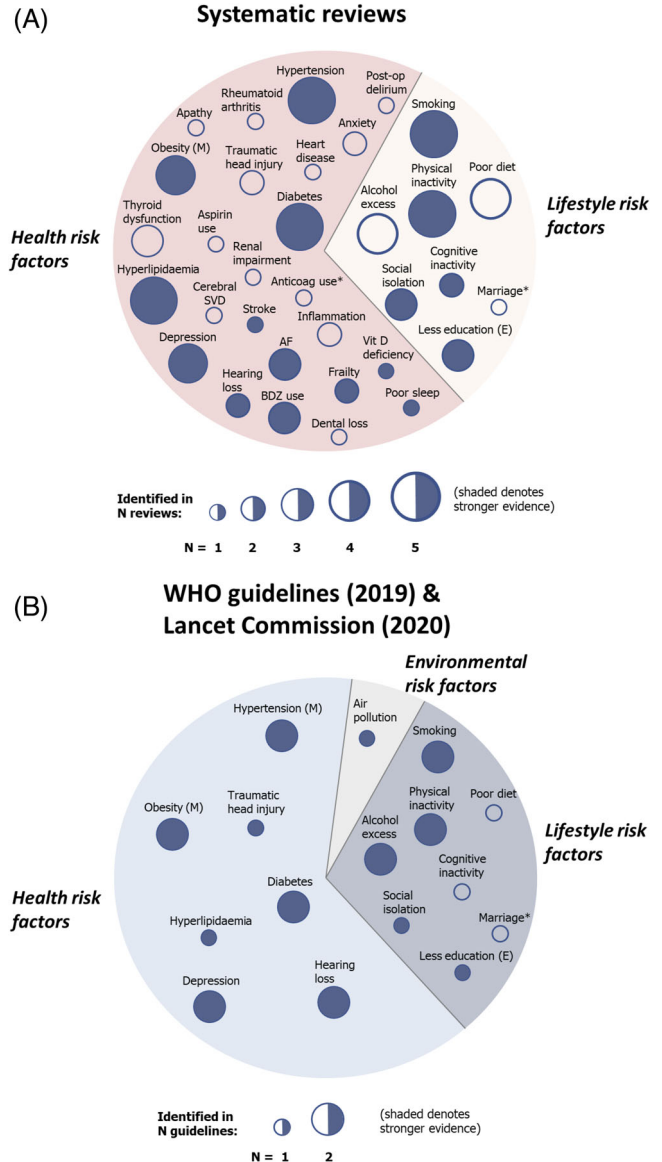 (A)
Systematic reviews
Hypertension
Post-op
delirium
Rheumatoid
arthritis
Apathy
Anxiety
Smoking
Obesity (M)
Traumatic
head injury
Heart
disease
Physical
inactivity
Poor diet
Alcohol
excess
Diabetes
Thyroid
dysfunction
Aspirin
use
Lifestyle risk
factors
Health risk
factors
Renal
impairment
Cognitive
inactivity
Hyperlipidaemia
Social
isolation
Cerebral
SVD
Anticoag use*
Marriage*
Stroke
Inflammation
Less education (E)
Depression
AF
Vit D
deficiency
Hearing
loss
Frailty
BDZ use
Poor sleep
Dental loss
Identified in
N reviews:
(shaded denotes
stronger evidence)
N = 1 2 3 4 5
(B)
WHO guidelines (2019) &
Lancet Commission (2020)
Environmental
risk factors
Hypertension (M)
Air
pollution
Smoking
Traumatic
head injury
Obesity (M)
Physical
inactivity
Poor diet
Alcohol
excess
Lifestyle risk
factors
Cognitive
inactivity
Diabetes
Health risk
factors
Social
isolation
Hyperlipidaemia
Marriage*
Less education (E)
Depression
Hearing
loss
Identified in
N guidelines:
(shaded denotes
stronger evidence)
N = 1 2